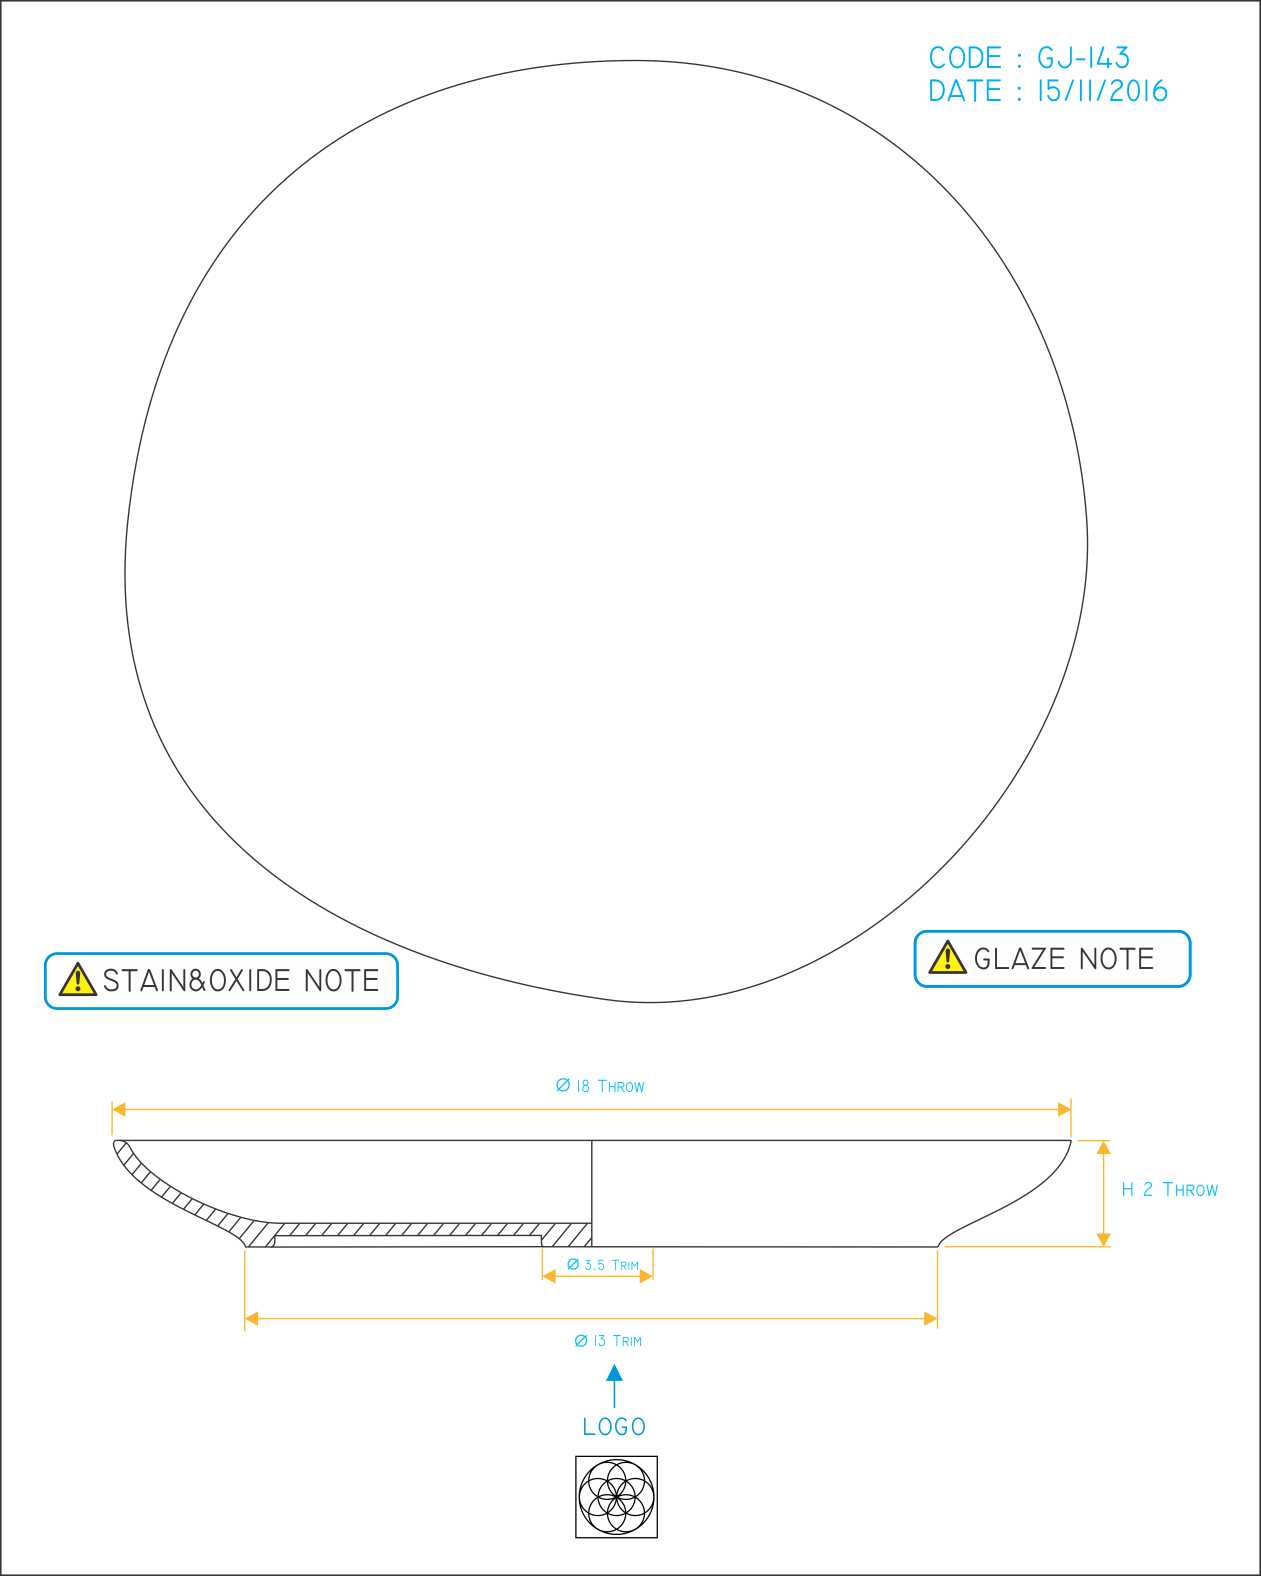 CODE : GJ-143
DATE : 15/11/2016
GLAZE NOTE
STAIN&OXIDE NOTE
Ø 18 THROW
H 2 THROW
Ø 3.5 TRIM
Ø 13 TRIM
LOGO